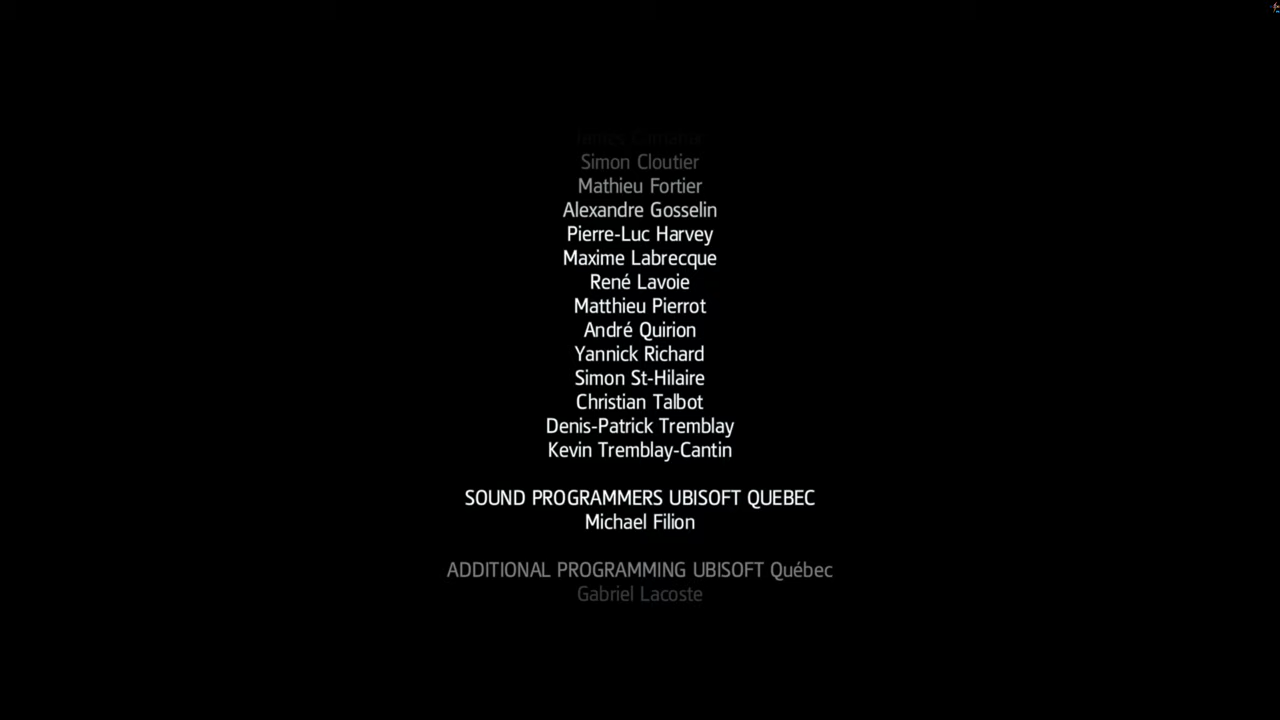 James
Simon Cloutier
Mathieu Fortier
Alexandre Gosselin
Pierre-Luc Harvey
Maxime Labrecque
René Lavoie
Matthieu Pierrot
André Quirion
Yannick Richard
Simon St-Hilaire
Christian Talbot
Denis-Patrick Tremblay
Kevin Tremblay-Cantin
SOUND PROGRAMMERS UBISOFT QUEBEC
Michael Filion
ADDITIONAL PROGRAMMING UBISOFT Québec
Gabriel Lacoste